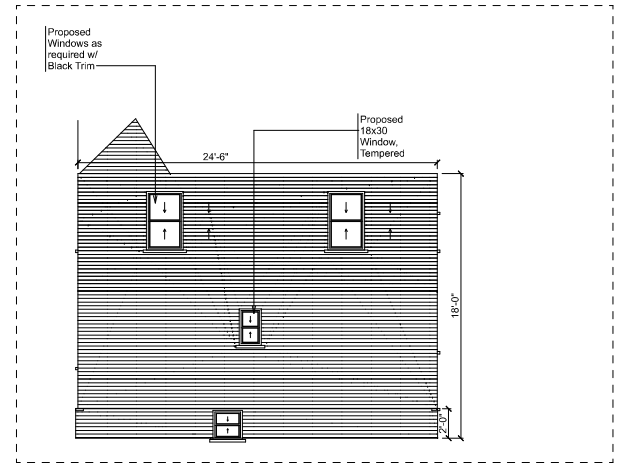 Proposed
Windows as
required w/
Black Trim
Proposed
18x30
Window,
Tempered
24'-6"
18'-0"
2'-0"